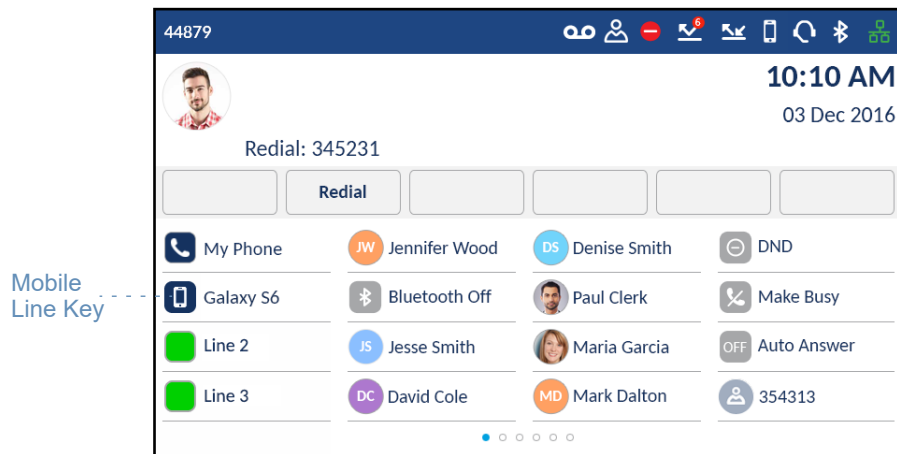 44879
6
10:10 AM
03 Dec 2016
Redial: 345231
Redial
My Phone
JW Jennifer Wood
DS Denise Smith
DND
Mobile
Line Key
Galaxy S6
Bluetooth Off
Paul Clerk
Make Busy
Line 2
JS Jesse Smith
Maria Garcia
OFF Auto Answer
Line 3
DC David Cole
MD Mark Dalton
354313